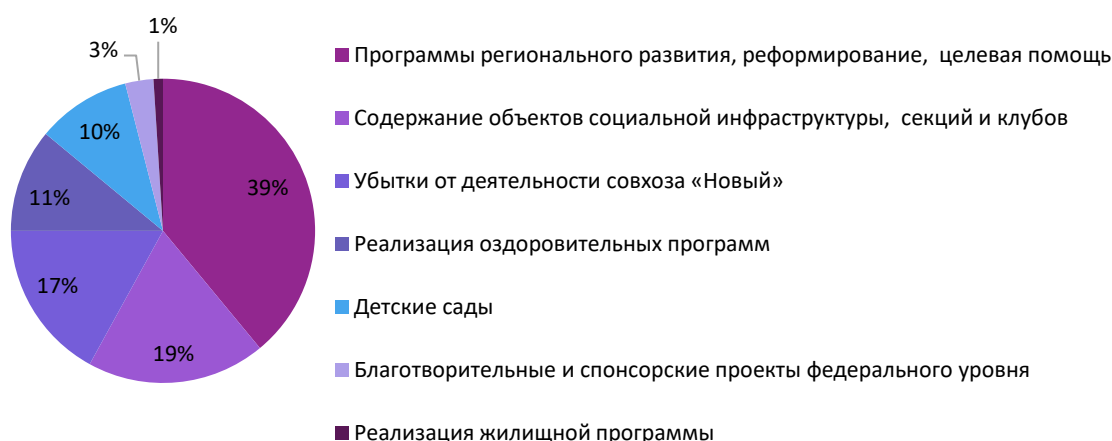 1%
3%
10%
11%
39%
17%
19%
Программы регионального развития, реформирование, целевая помощь
Содержание объектов социальной инфраструктуры, секций и клубов
Убытки от деятельности совхоза «Новый»
Реализация оздоровительных программ
Детские сады
Благотворительные и спонсорские проекты федерального уровня
Реализация жилищной программы